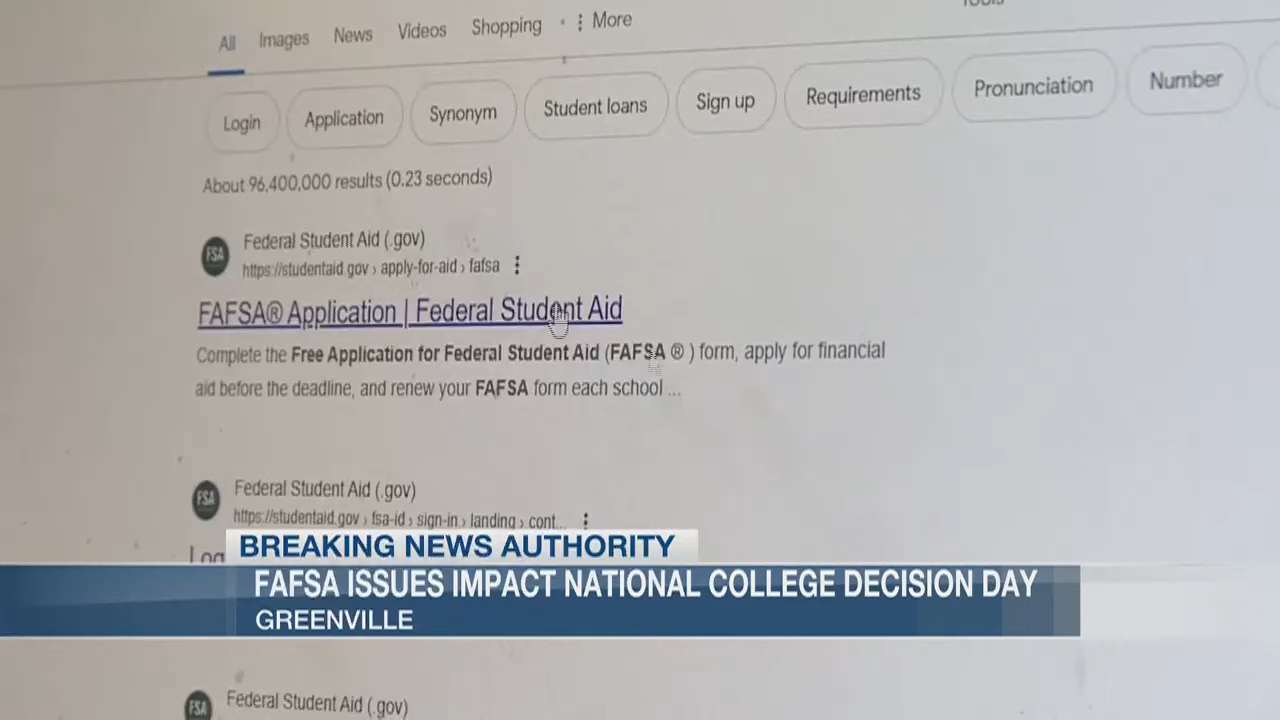 Tools
All Images News Videos Shopping ⋮ More
Login Application Synonym Student loans Sign up Requirements Pronunciation Number
About 96,400,000 results (0.23 seconds)
FSA Federal Student Aid (.gov)
https://studentaid.gov › apply-for-aid › fafsa
FAFSA® Application | Federal Student Aid
Complete the Free Application for Federal Student Aid (FAFSA ® ) form, apply for financial
aid before the deadline, and renew your FAFSA form each school ...
FSA Federal Student Aid (.gov)
https://studentaid.gov › fsa-id › sign-in › landing › cont...
BREAKING NEWS AUTHORITY
FAFSA ISSUES IMPACT NATIONAL COLLEGE DECISION DAY
GREENVILLE
FSA Federal Student Aid (.gov)